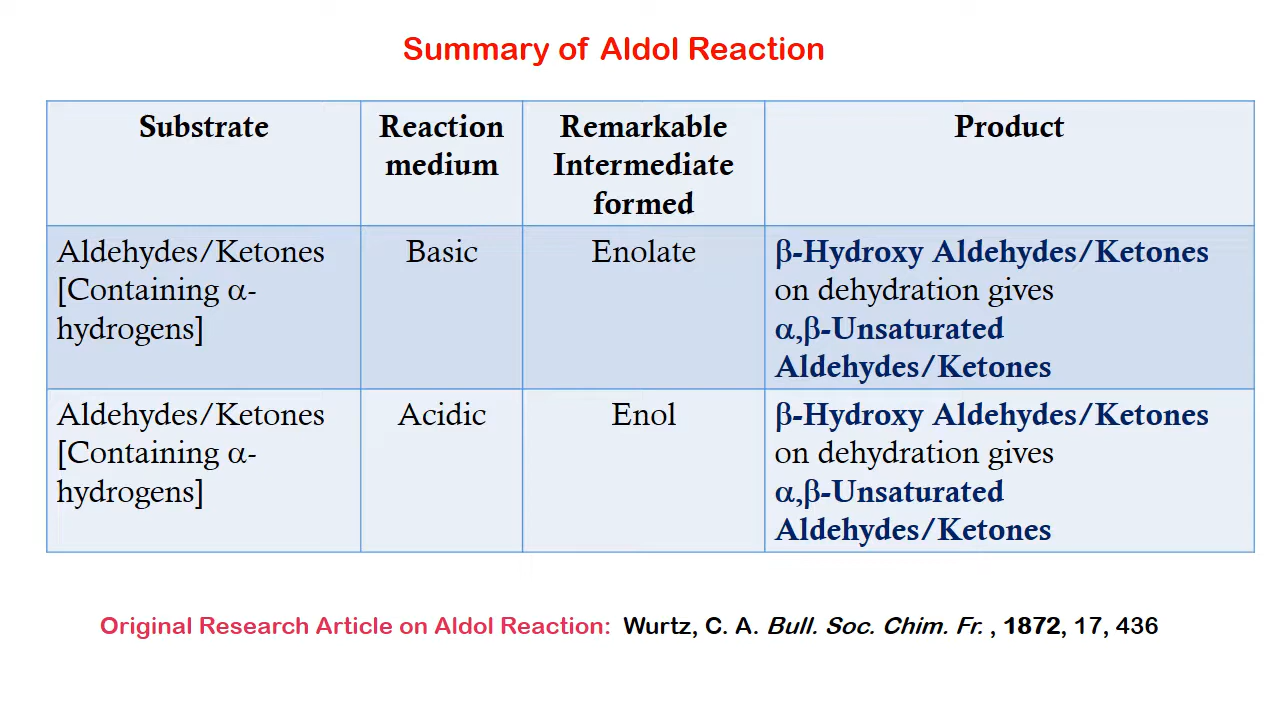 Summary of Aldol Reaction
Substrate
Reaction
medium
Remarkable
Intermediate
formed
Product
Aldehydes/Ketones
[Containing α-
hydrogens]
Basic
Enolate
β-Hydroxy Aldehydes/Ketones
on dehydration gives
α,β-Unsaturated
Aldehydes/Ketones
Aldehydes/Ketones
[Containing α-
hydrogens]
Acidic
Enol
β-Hydroxy Aldehydes/Ketones
on dehydration gives
α,β-Unsaturated
Aldehydes/Ketones
Original Research Article on Aldol Reaction: Wurtz, C. A. Bull. Soc. Chim. Fr. , 1872, 17, 436